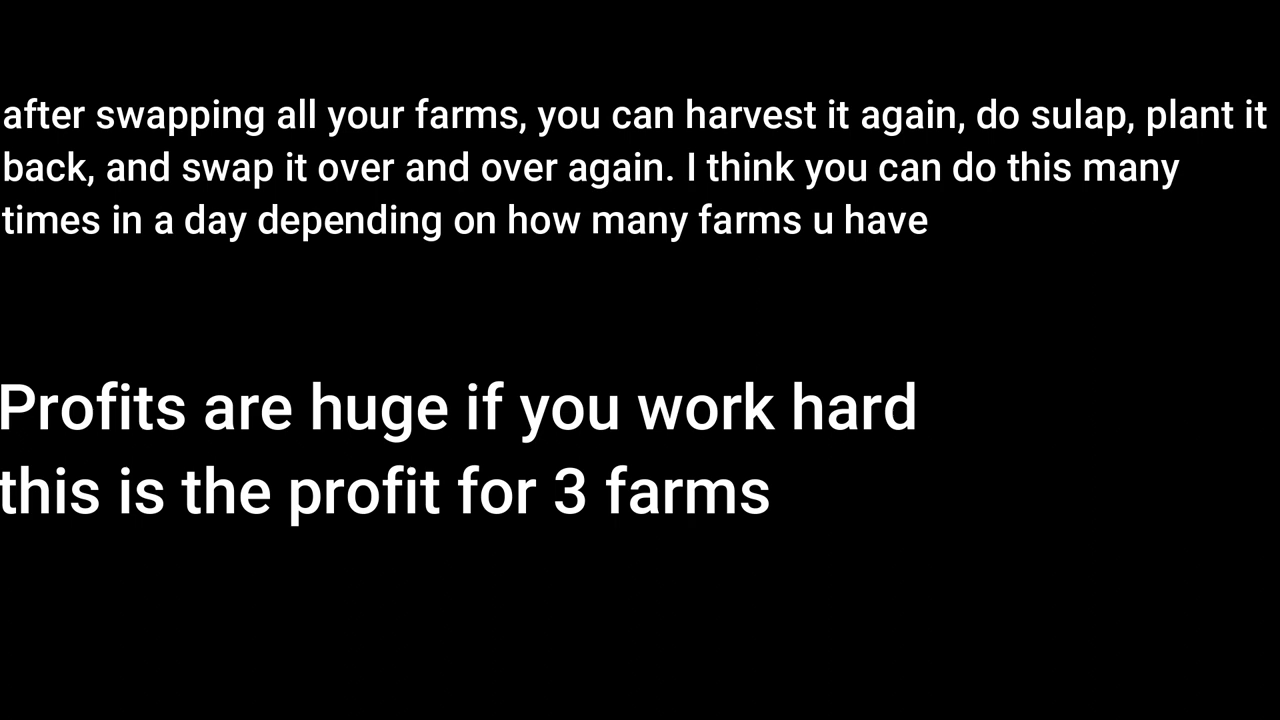 after swapping all your farms, you can harvest it again, do sulap, plant it
back, and swap it over and over again. I think you can do this many
times in a day depending on how many farms u have
Profits are huge if you work hard
this is the profit for 3 farms